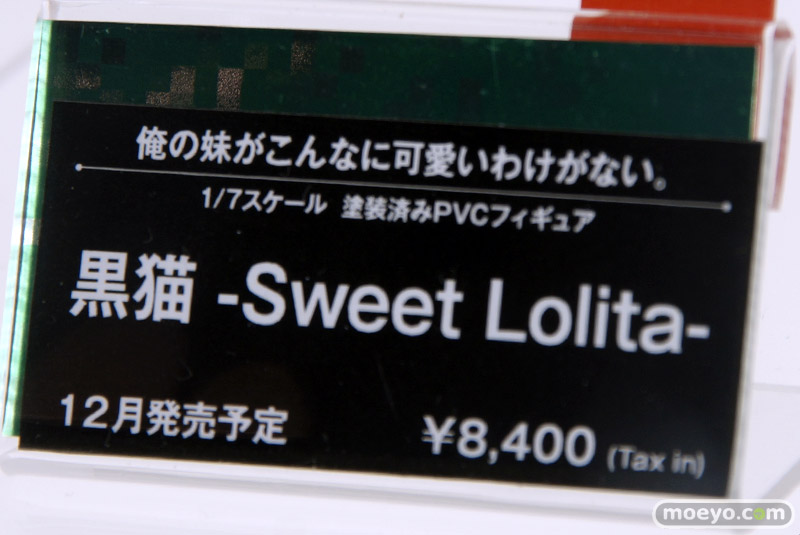 俺の妹がこんなに可愛いわけがない。
1/7スケール 塗装済みPVCフィギュア
黒猫 -Sweet Lolita-
12月発売予定
¥8,400 (Tax in)
moeyo.com